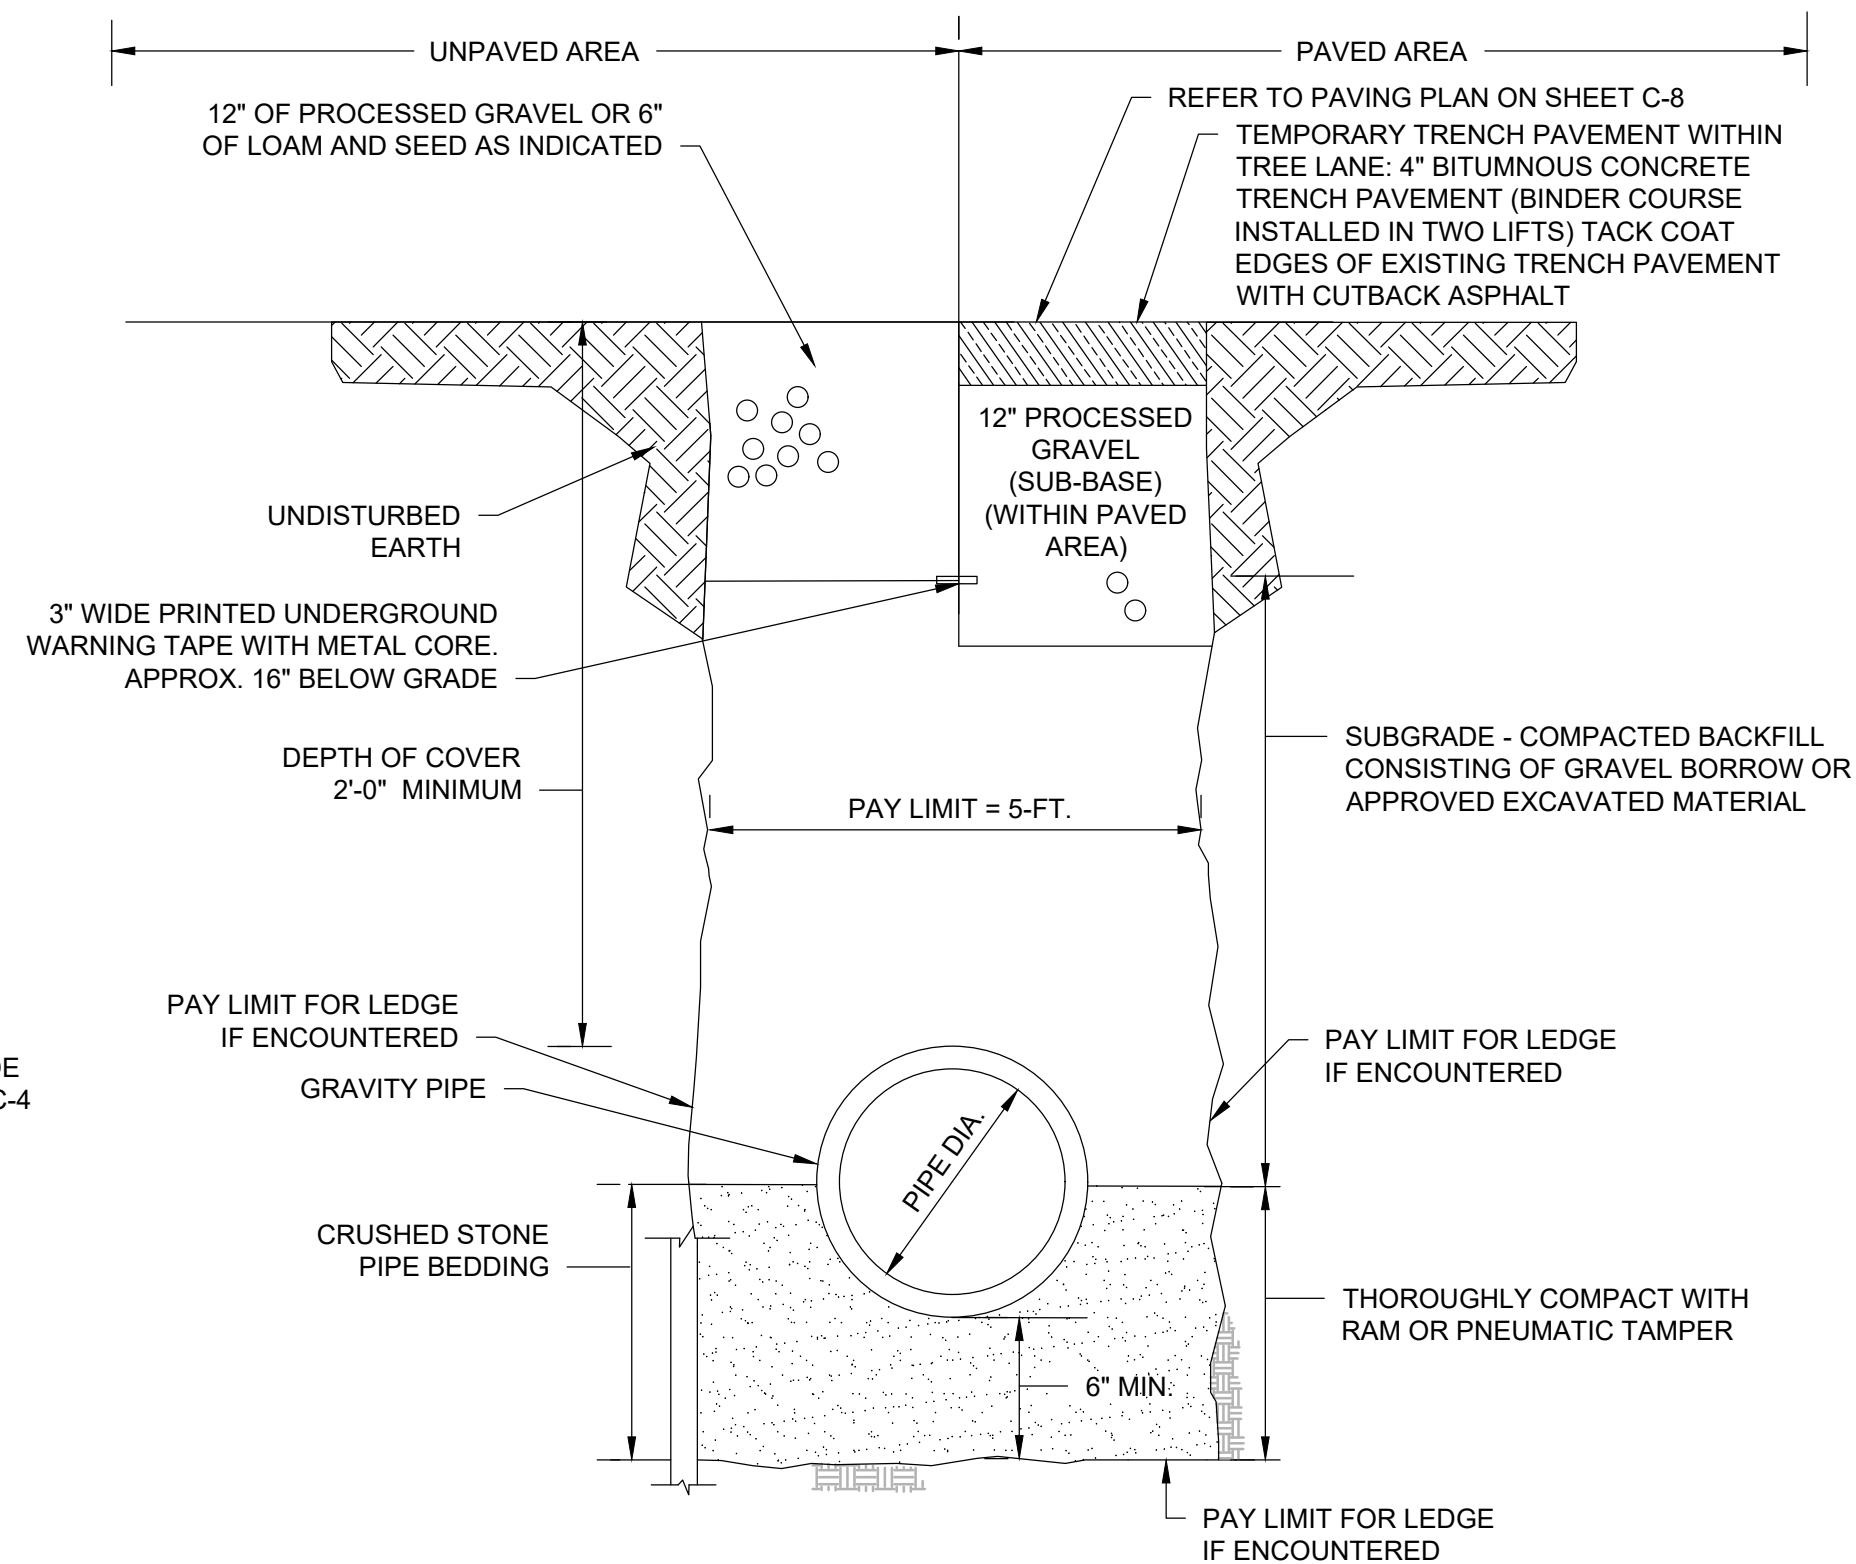 UNPAVED AREA
PAVED AREA
12" OF PROCESSED GRAVEL OR 6"
OF LOAM AND SEED AS INDICATED
REFER TO PAVING PLAN ON SHEET C-8
TEMPORARY TRENCH PAVEMENT WITHIN
TREE LANE: 4" BITUMNOUS CONCRETE
TRENCH PAVEMENT (BINDER COURSE
INSTALLED IN TWO LIFTS) TACK COAT
EDGES OF EXISTING TRENCH PAVEMENT
WITH CUTBACK ASPHALT
12" PROCESSED
GRAVEL
(SUB-BASE)
(WITHIN PAVED
AREA)
UNDISTURBED
EARTH
3" WIDE PRINTED UNDERGROUND
WARNING TAPE WITH METAL CORE.
APPROX. 16" BELOW GRADE
DEPTH OF COVER
2'-0" MINIMUM
SUBGRADE - COMPACTED BACKFILL
CONSISTING OF GRAVEL BORROW OR
APPROVED EXCAVATED MATERIAL
PAY LIMIT = 5-FT.
PAY LIMIT FOR LEDGE
IF ENCOUNTERED
PAY LIMIT FOR LEDGE
IF ENCOUNTERED
C-4
GRAVITY PIPE
PIPE DIA.
CRUSHED STONE
PIPE BEDDING
THOROUGHLY COMPACT WITH
RAM OR PNEUMATIC TAMPER
6" MIN.
PAY LIMIT FOR LEDGE
IF ENCOUNTERED